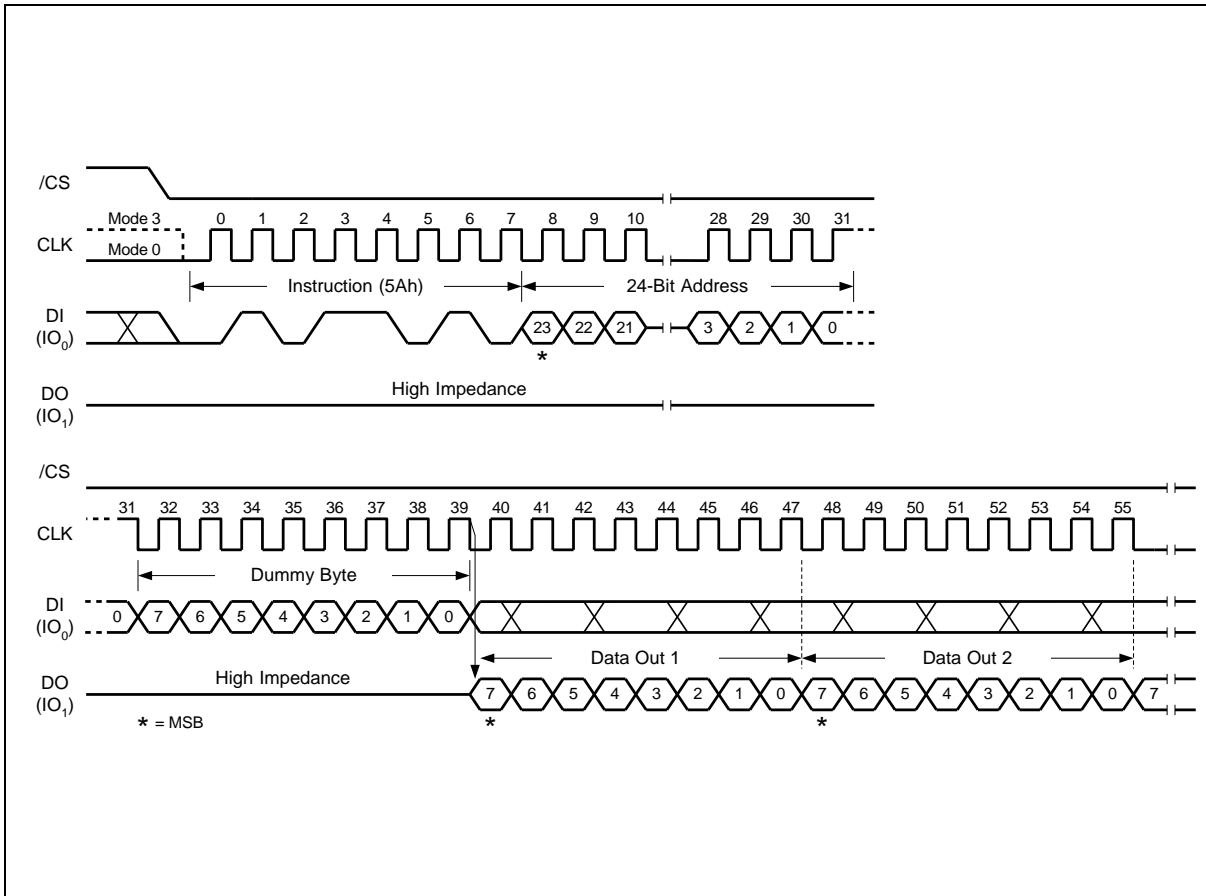 /CS
Mode 3
0 1 2 3 4 5 6 7 8 9 10 28 29 30 31
CLK
Mode 0
Instruction (5Ah) 24-Bit Address
DI
(IO0)
23 22 21 3 2 1 0
*
High Impedance
DO
(IO1)
/CS
31 32 33 34 35 36 37 38 39 40 41 42 43 44 45 46 47 48 49 50 51 52 53 54 55
CLK
Dummy Byte
DI
(IO0)
0 7 6 5 4 3 2 1 0
Data Out 1 Data Out 2
High Impedance
DO
(IO1)
7 6 5 4 3 2 1 0 7 6 5 4 3 2 1 0 7
* = MSB * *